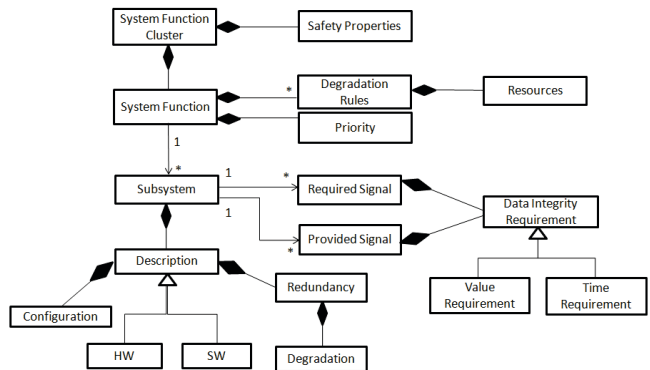 System Function
Cluster
Safety Properties
System Function
*
Degradation
Rules
Resources
Priority
1
*
Subsystem
1
*
Required Signal
1
*
Provided Signal
Data Integrity
Requirement
Description
Redundancy
Value
Requirement
Time
Requirement
Configuration
HW
SW
Degradation